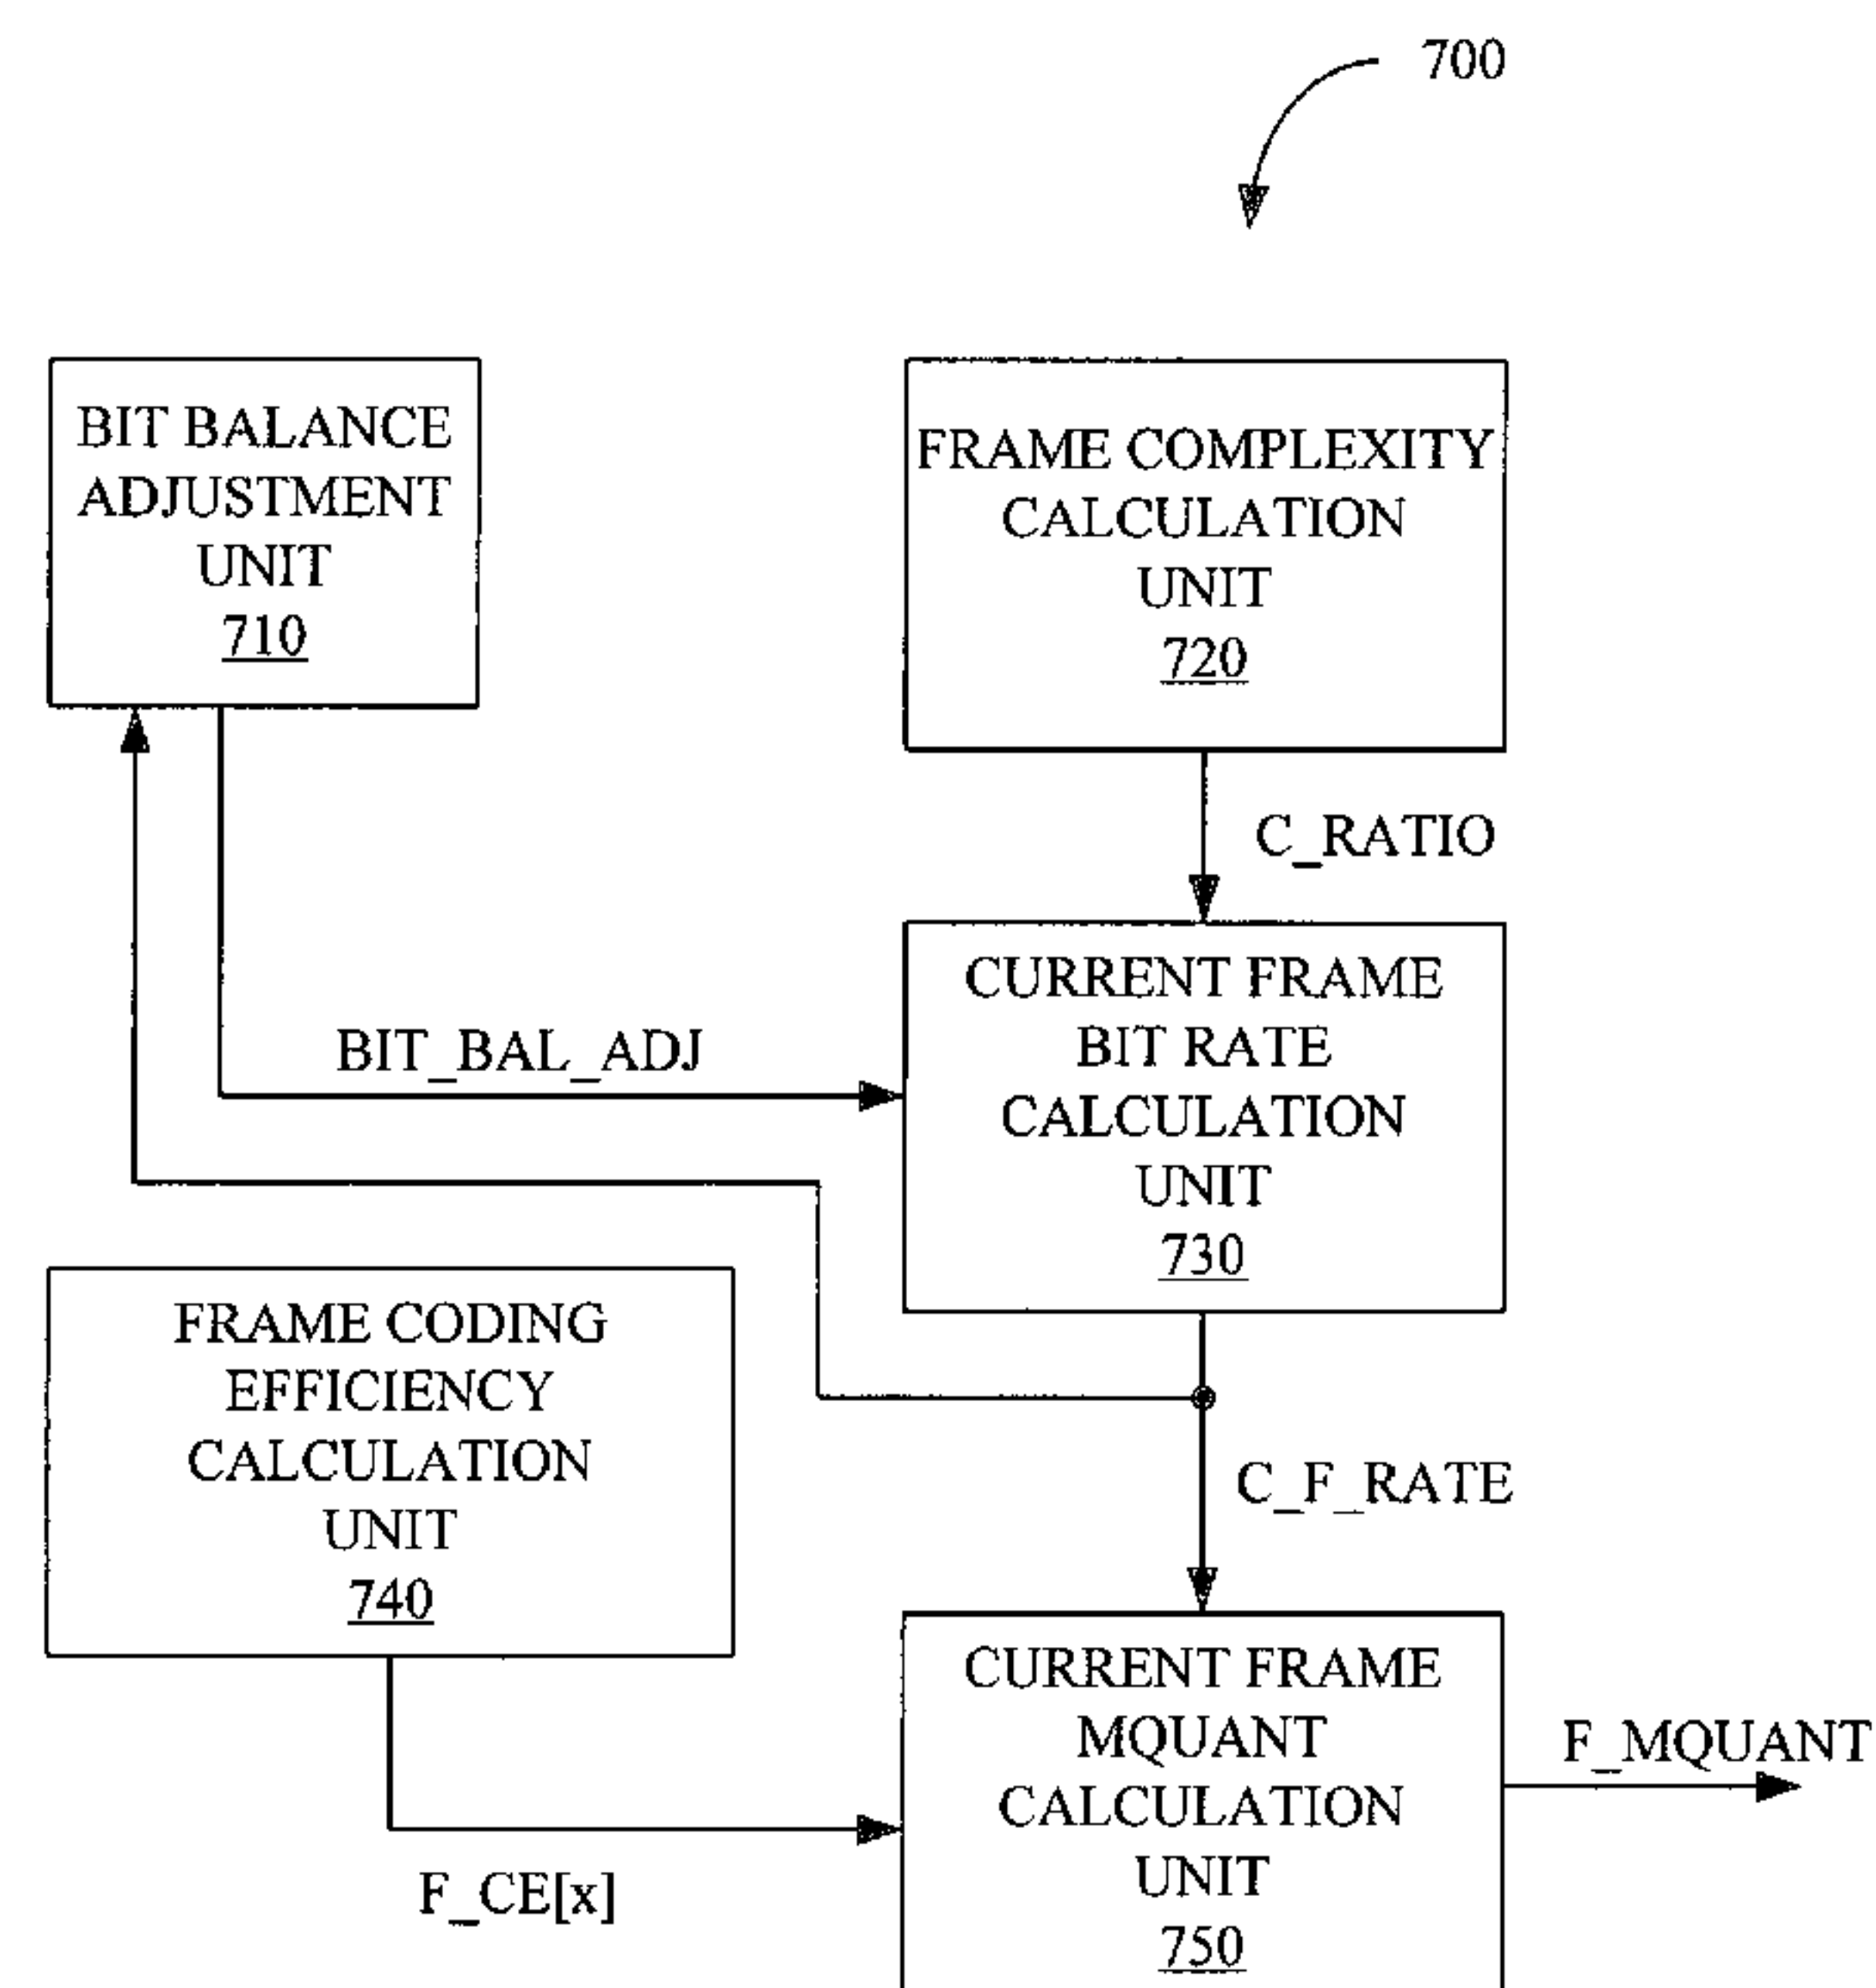 700
BIT BALANCE
ADJUSTMENT
UNIT
710
FRAME COMPLEXITY
CALCULATION
UNIT
720
C_RATIO
CURRENT FRAME
BIT RATE
CALCULATION
UNIT
730
BIT_BAL_ADJ
FRAME CODING
EFFICIENCY
CALCULATION
UNIT
740
C_F_RATE
CURRENT FRAME
MQUANT
CALCULATION
UNIT
750
F_MQUANT
F_CE[x]